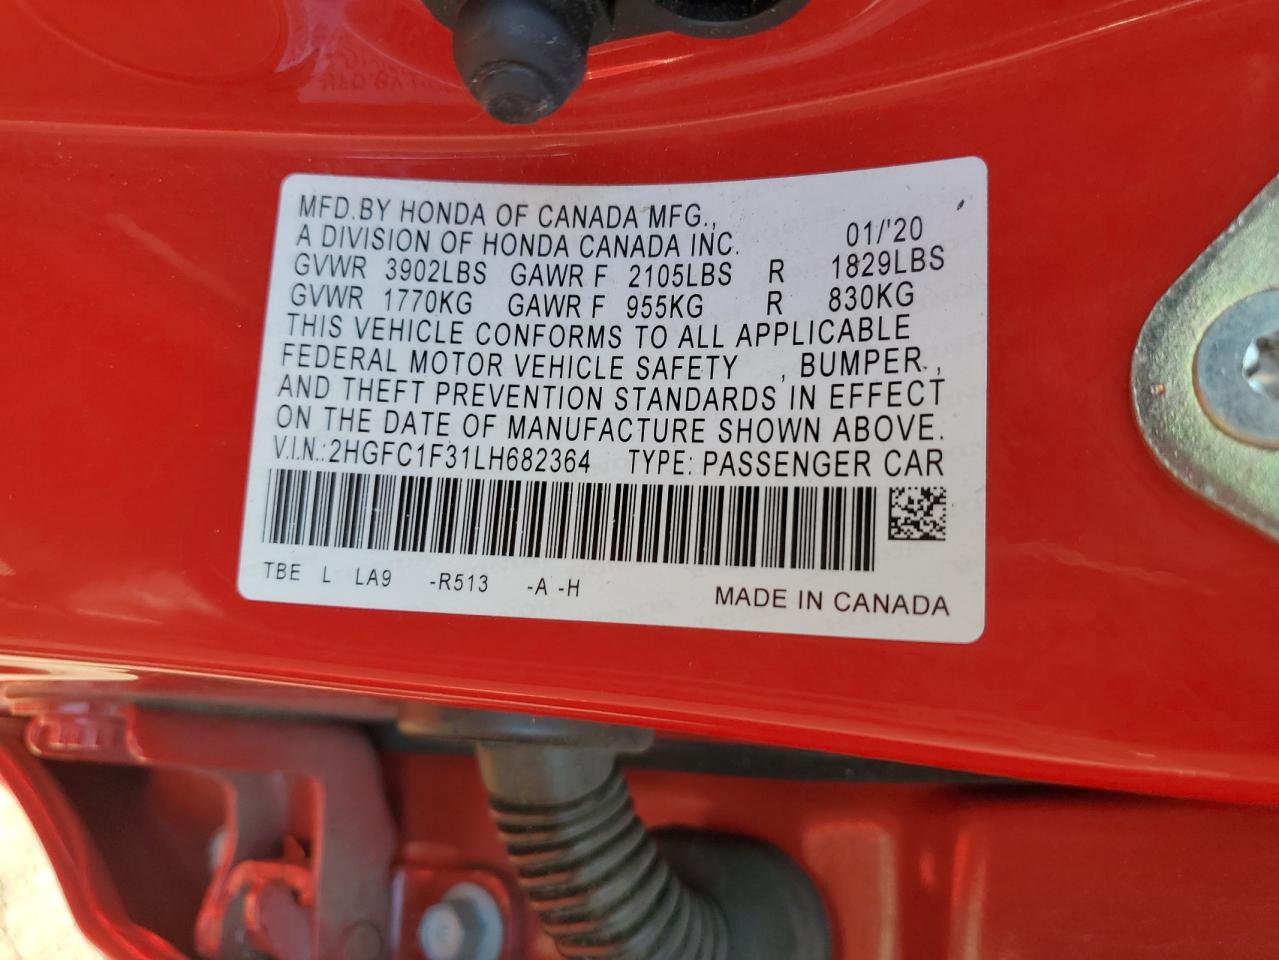 MFD.BY HONDA OF CANADA MFG.,
A DIVISION OF HONDA CANADA INC. 01/'20
GVWR 3902LBS GAWR F 2105LBS R 1829LBS
GVWR 1770KG GAWR F 955KG R 830KG
THIS VEHICLE CONFORMS TO ALL APPLICABLE
FEDERAL MOTOR VEHICLE SAFETY , BUMPER.,
AND THEFT PREVENTION STANDARDS IN EFFECT
ON THE DATE OF MANUFACTURE SHOWN ABOVE.
V.I.N.:2HGFC1F31LH682364 TYPE: PASSENGER CAR
TBE L LA9 -R513 -A -H MADE IN CANADA